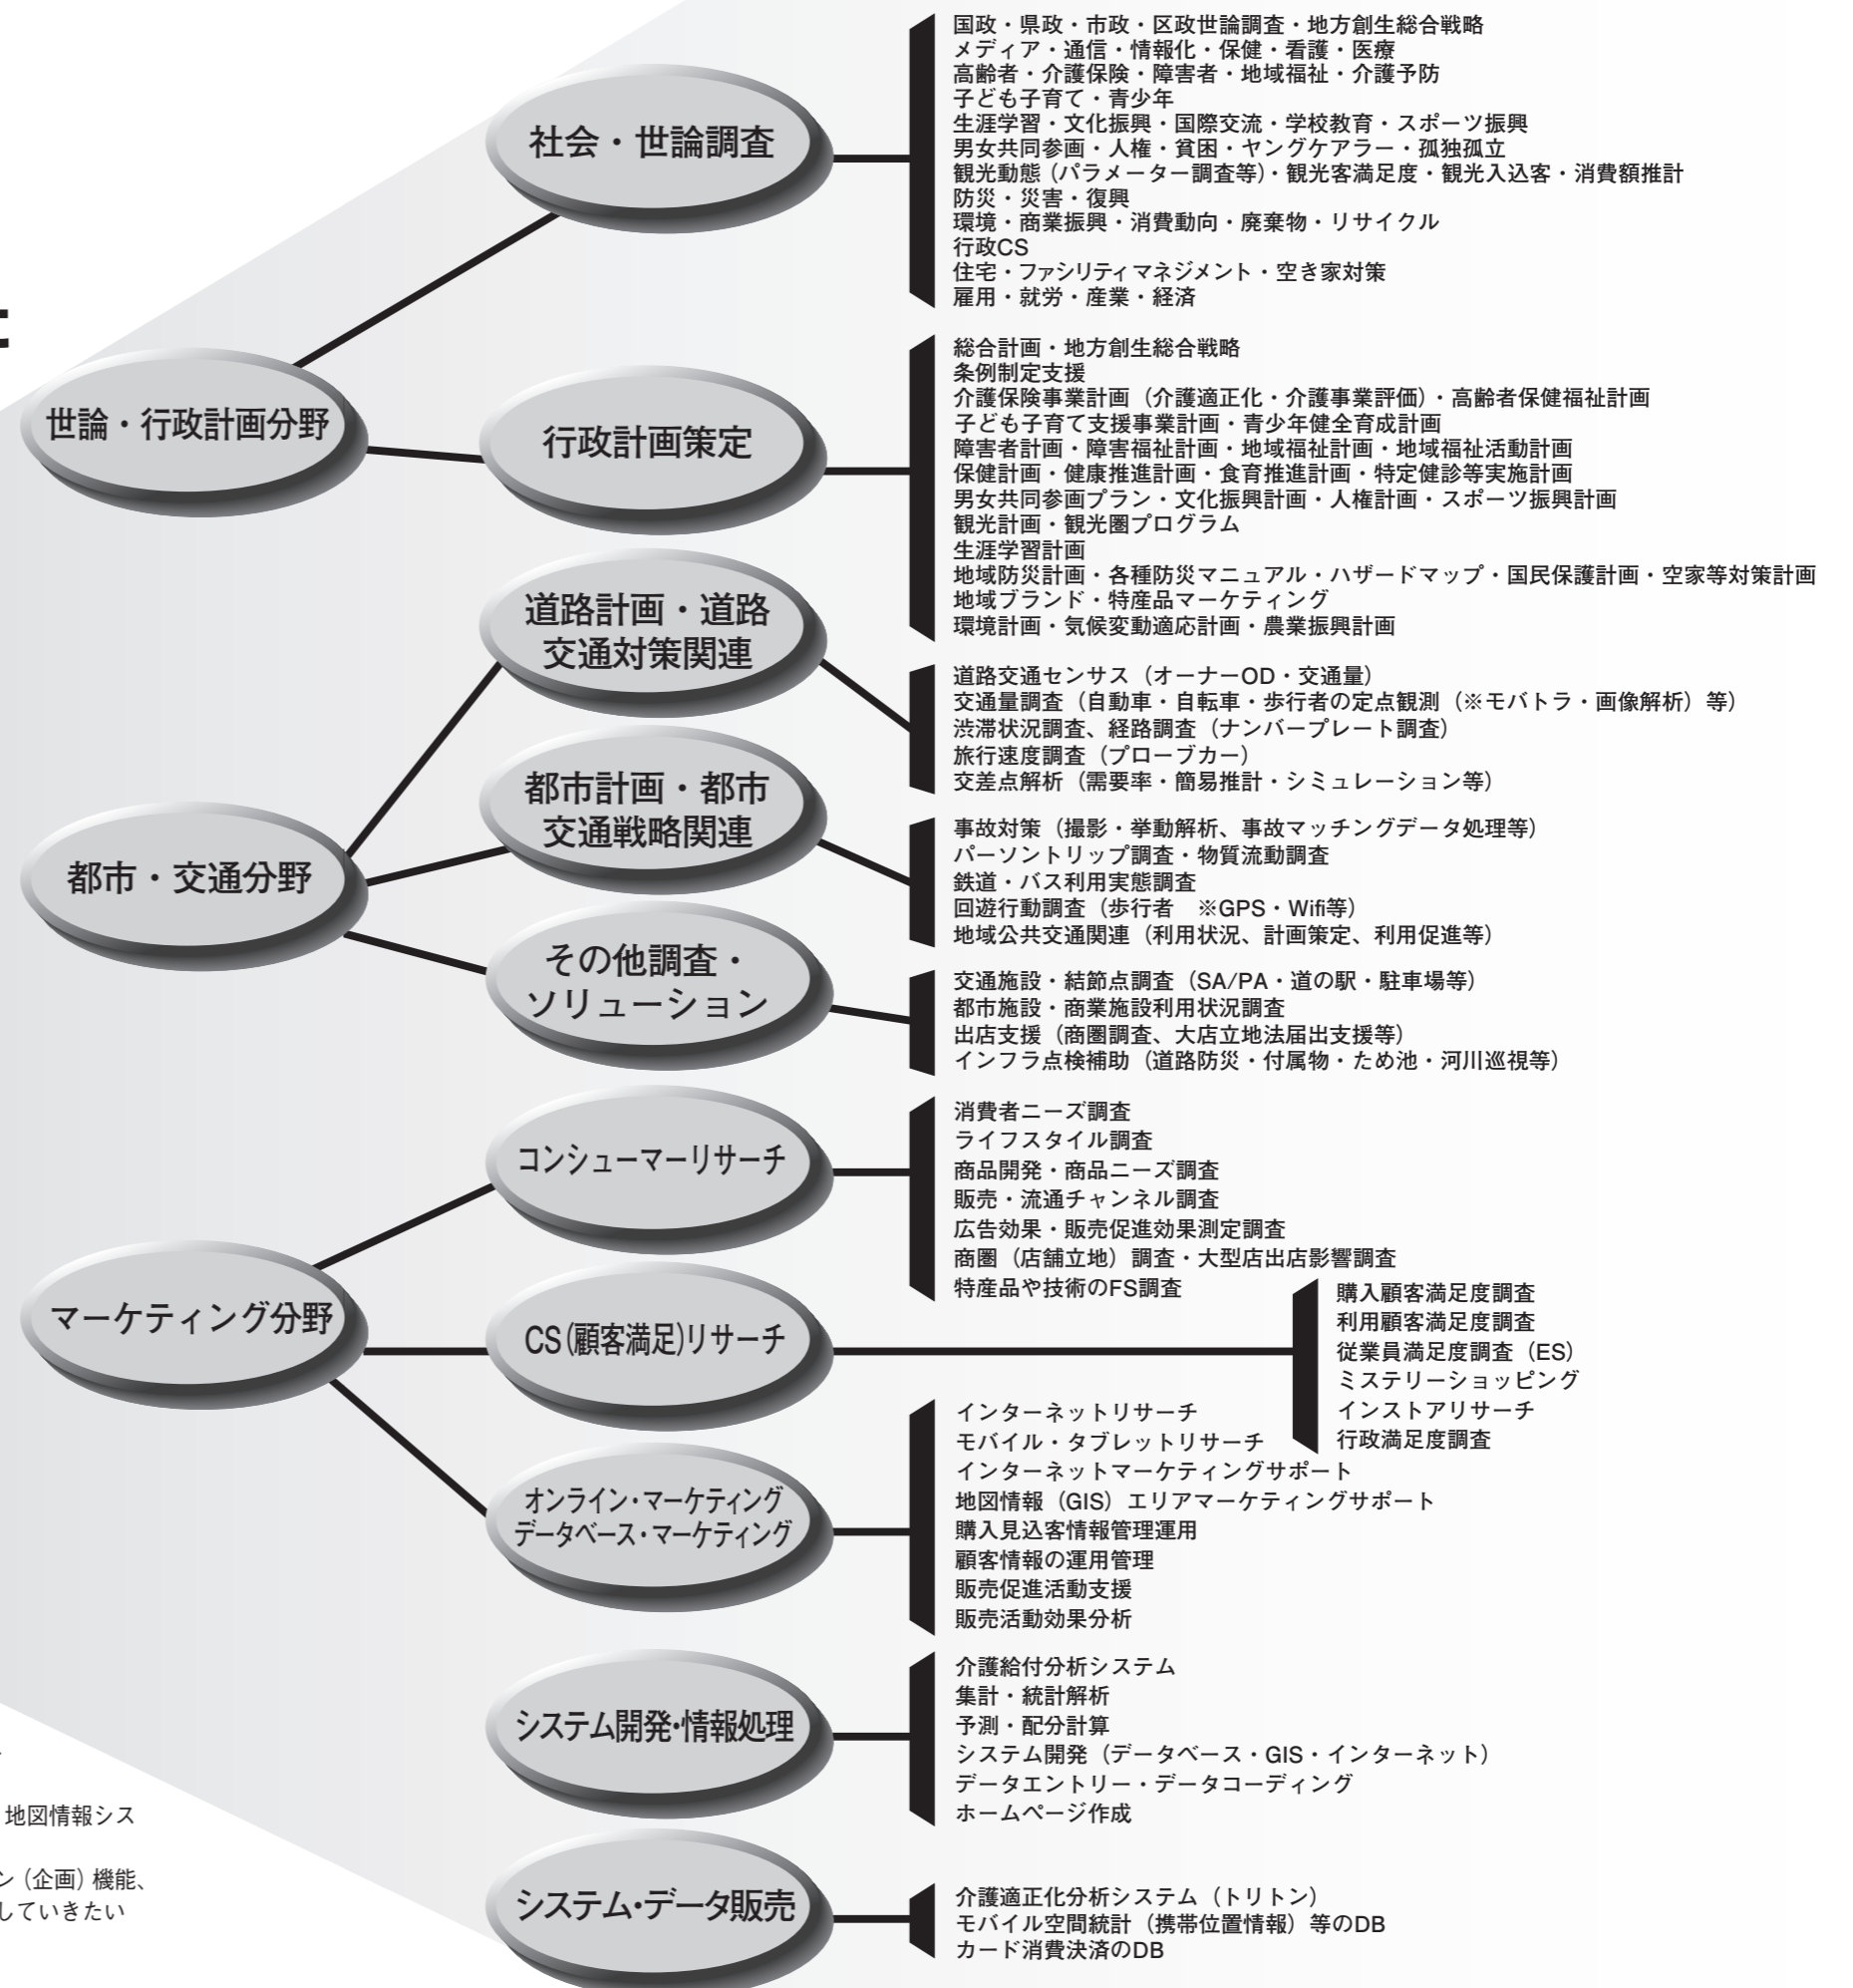 世論・行政計画分野
社会・世論調査
国政・県政・市政・区政世論調査・地方創生総合戦略
メディア・通信・情報化・保健・看護・医療
高齢者・介護保険・障害者・地域福祉・介護予防
子ども子育て・青少年
生涯学習・文化振興・国際交流・学校教育・スポーツ振興
男女共同参画・人権・貧困・ヤングケアラー・孤独孤立
観光動態（パラメーター調査等）・観光客満足度・観光入込客・消費額推計
防災・災害・復興
環境・商業振興・消費動向・廃棄物・リサイクル
行政CS
住宅・ファシリティマネジメント・空き家対策
雇用・就労・産業・経済
行政計画策定
総合計画・地方創生総合戦略
条例制定支援
介護保険事業計画（介護適正化・介護事業評価）・高齢者保健福祉計画
子ども子育て支援事業計画・青少年健全育成計画
障害者計画・障害福祉計画・地域福祉計画・地域福祉活動計画
保健計画・健康推進計画・食育推進計画・特定健診等実施計画
男女共同参画プラン・文化振興計画・人権計画・スポーツ振興計画
観光計画・観光圏プログラム
生涯学習計画
地域防災計画・各種防災マニュアル・ハザードマップ・国民保護計画・空家等対策計画
地域ブランド・特産品マーケティング
環境計画・気候変動適応計画・農業振興計画
都市・交通分野
道路計画・道路
交通対策関連
道路交通センサス（オーナーOD・交通量）
交通量調査（自動車・自転車・歩行者の定点観測（※モバトラ・画像解析）等）
渋滞状況調査、経路調査（ナンバープレート調査）
旅行速度調査（プローブカー）
交差点解析（需要率・簡易推計・シミュレーション等）
都市計画・都市
交通戦略関連
事故対策（撮影・挙動解析、事故マッチングデータ処理等）
パーソントリップ調査・物質流動調査
鉄道・バス利用実態調査
回遊行動調査（歩行者　※GPS・Wifi等）
地域公共交通関連（利用状況、計画策定、利用促進等）
その他調査・
ソリューション
交通施設・結節点調査（SA/PA・道の駅・駐車場等）
都市施設・商業施設利用状況調査
出店支援（商圏調査、大店立地法届出支援等）
インフラ点検補助（道路防災・付属物・ため池・河川巡視等）
マーケティング分野
コンシューマーリサーチ
消費者ニーズ調査
ライフスタイル調査
商品開発・商品ニーズ調査
販売・流通チャンネル調査
広告効果・販売促進効果測定調査
商圏（店舗立地）調査・大型店出店影響調査
特産品や技術のFS調査
CS（顧客満足）リサーチ
購入顧客満足度調査
利用顧客満足度調査
従業員満足度調査（ES）
ミステリーショッピング
インストアリサーチ
行政満足度調査
オンライン・マーケティング
データベース・マーケティング
インターネットリサーチ
モバイル・タブレットリサーチ
インターネットマーケティングサポート
地図情報（GIS）エリアマーケティングサポート
購入見込客情報管理運用
顧客情報の運用管理
販売促進活動支援
販売活動効果分析
システム開発・情報処理
介護給付分析システム
集計・統計解析
予測・配分計算
システム開発（データベース・GIS・インターネット）
データエントリー・データコーディング
ホームページ作成
システム・データ販売
介護適正化分析システム（トリトン）
モバイル空間統計（携帯位置情報）等のDB
カード消費決済のDB
地図情報シス
ン（企画）機能、
していきたい